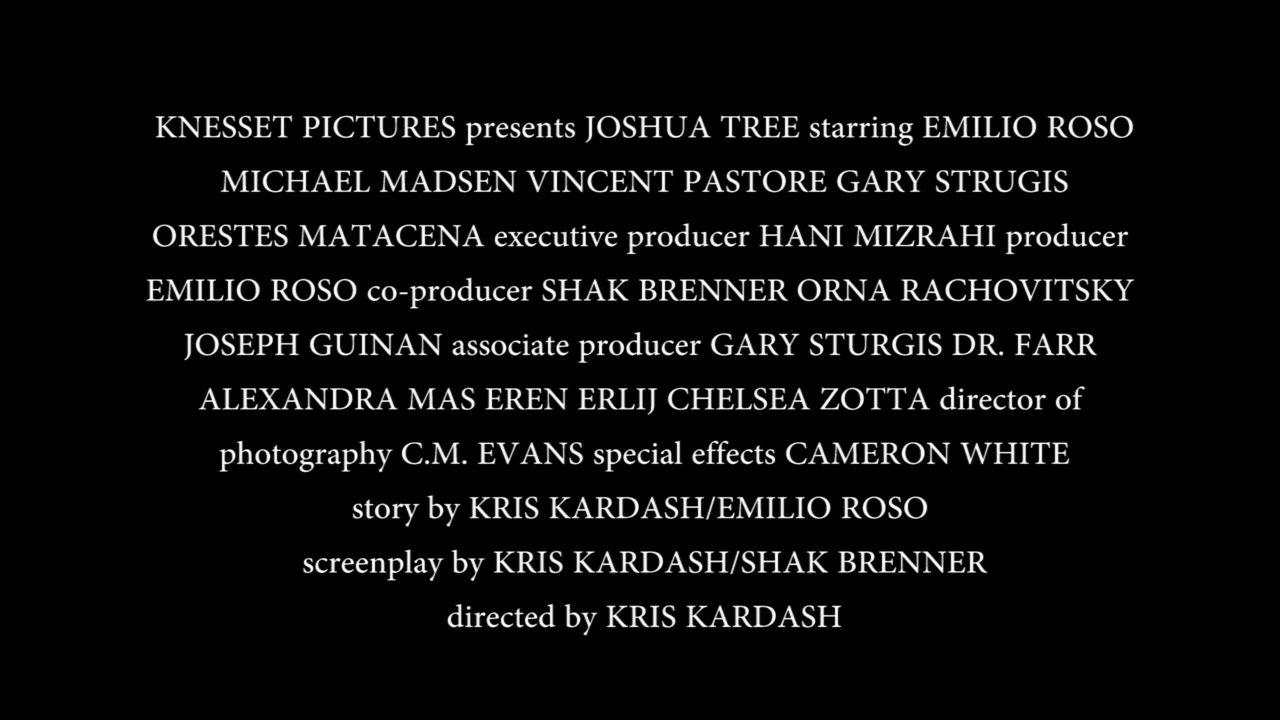 KNESSET PICTURES presents JOSHUA TREE starring EMILIO ROSO
MICHAEL MADSEN VINCENT PASTORE GARY STRUGIS
ORESTES MATACENA executive producer HANI MIZRAHI producer
EMILIO ROSO co-producer SHAK BRENNER ORNA RACHOVITSKY
JOSEPH GUINAN associate producer GARY STURGIS DR. FARR
ALEXANDRA MAS EREN ERLIJ CHELSEA ZOTTA director of
photography C.M. EVANS special effects CAMERON WHITE
story by KRIS KARDASH/EMILIO ROSO
screenplay by KRIS KARDASH/SHAK BRENNER
directed by KRIS KARDASH